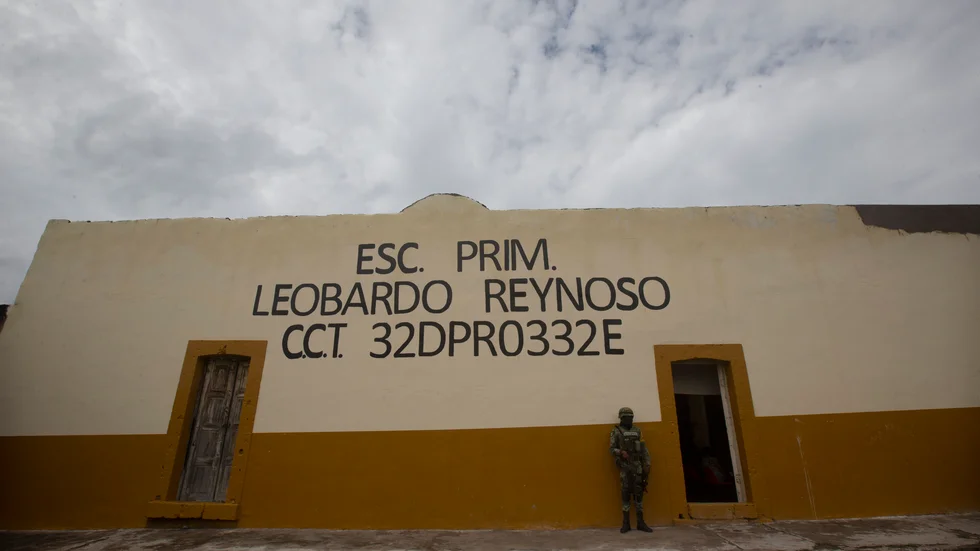 ESC. PRIM.
LEOBARDO REYNOSO
C.C.T. 32DPR0332E